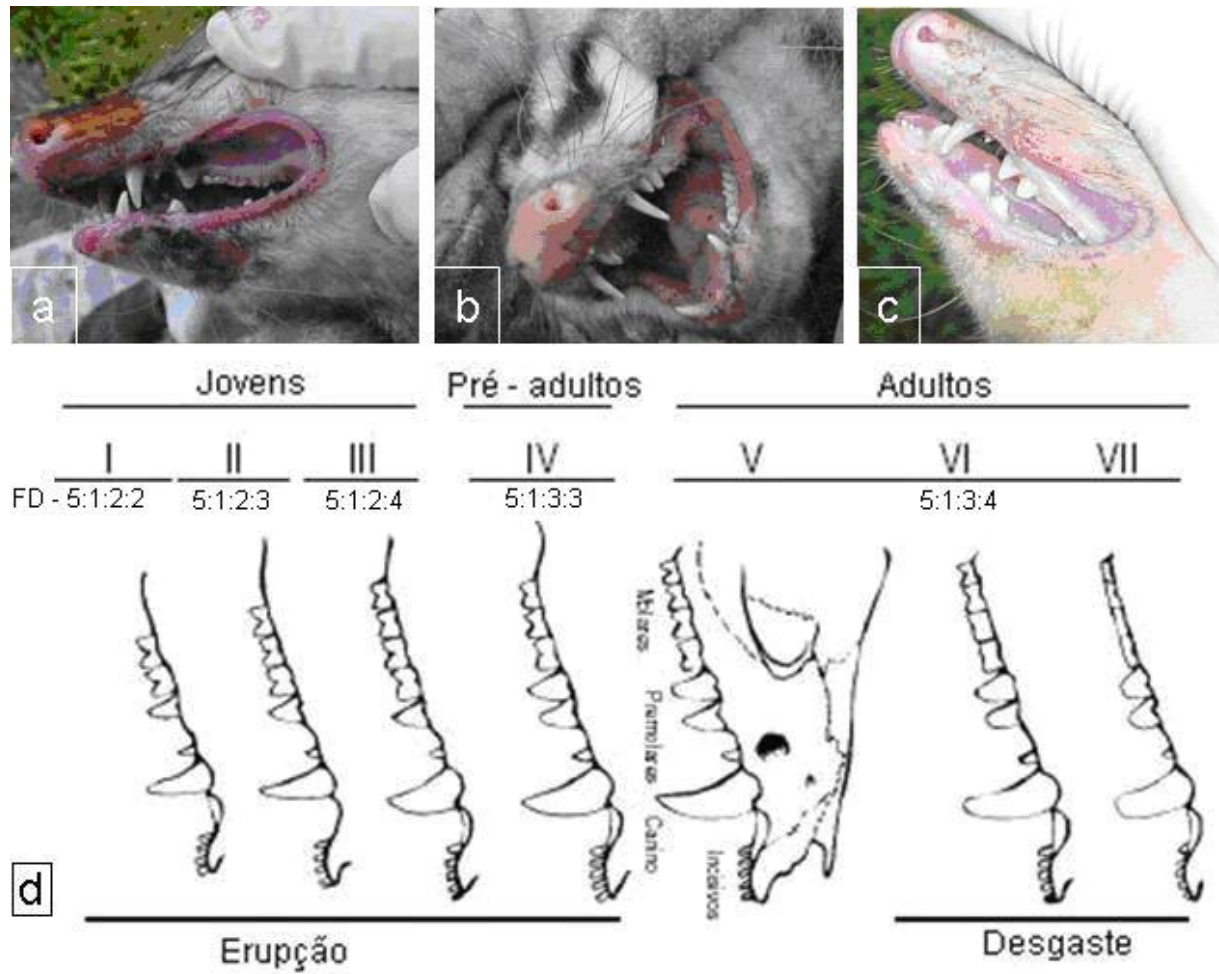 a
b
c
Jovens
Pré - adultos
Adultos
I
II
III
IV
V
VI
VII
FD - 5:1:2:2
5:1:2:3
5:1:2:4
5:1:3:3
5:1:3:4
Molares
Pramolares
Canino
Incisivos
d
Erupção
Desgaste